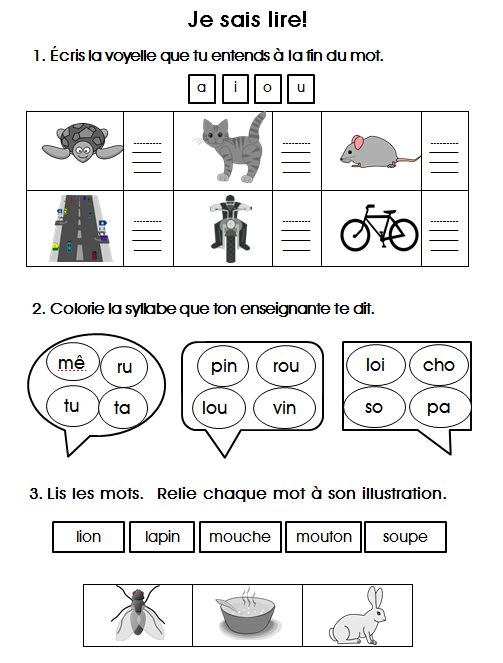 Je sais lire!
1. Écris la voyelle que tu entends à la fin du mot.
a i o u
2. Colorie la syllabe que ton enseignante te dit.
mê ru pin rou loi cho
tu ta lou vin so pa
3. Lis les mots. Relie chaque mot à son illustration.
lion lapin mouche mouton soupe